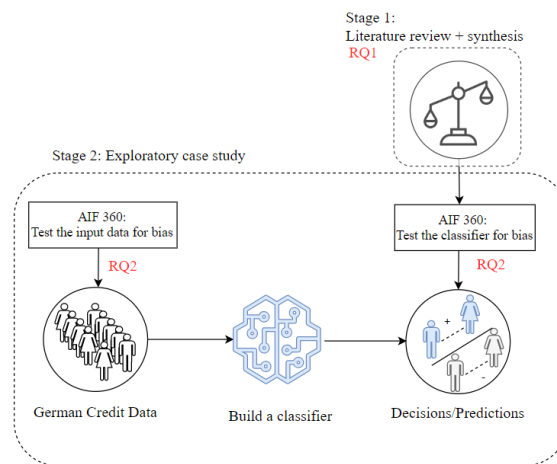 Stage 1:
Literature review + synthesis
RQ1
Stage 2: Exploratory case study
AIF 360:
Test the input data for bias
AIF 360:
Test the classifier for bias
RQ2
RQ2
+
-
German Credit Data
Build a classifier
Decisions/Predictions